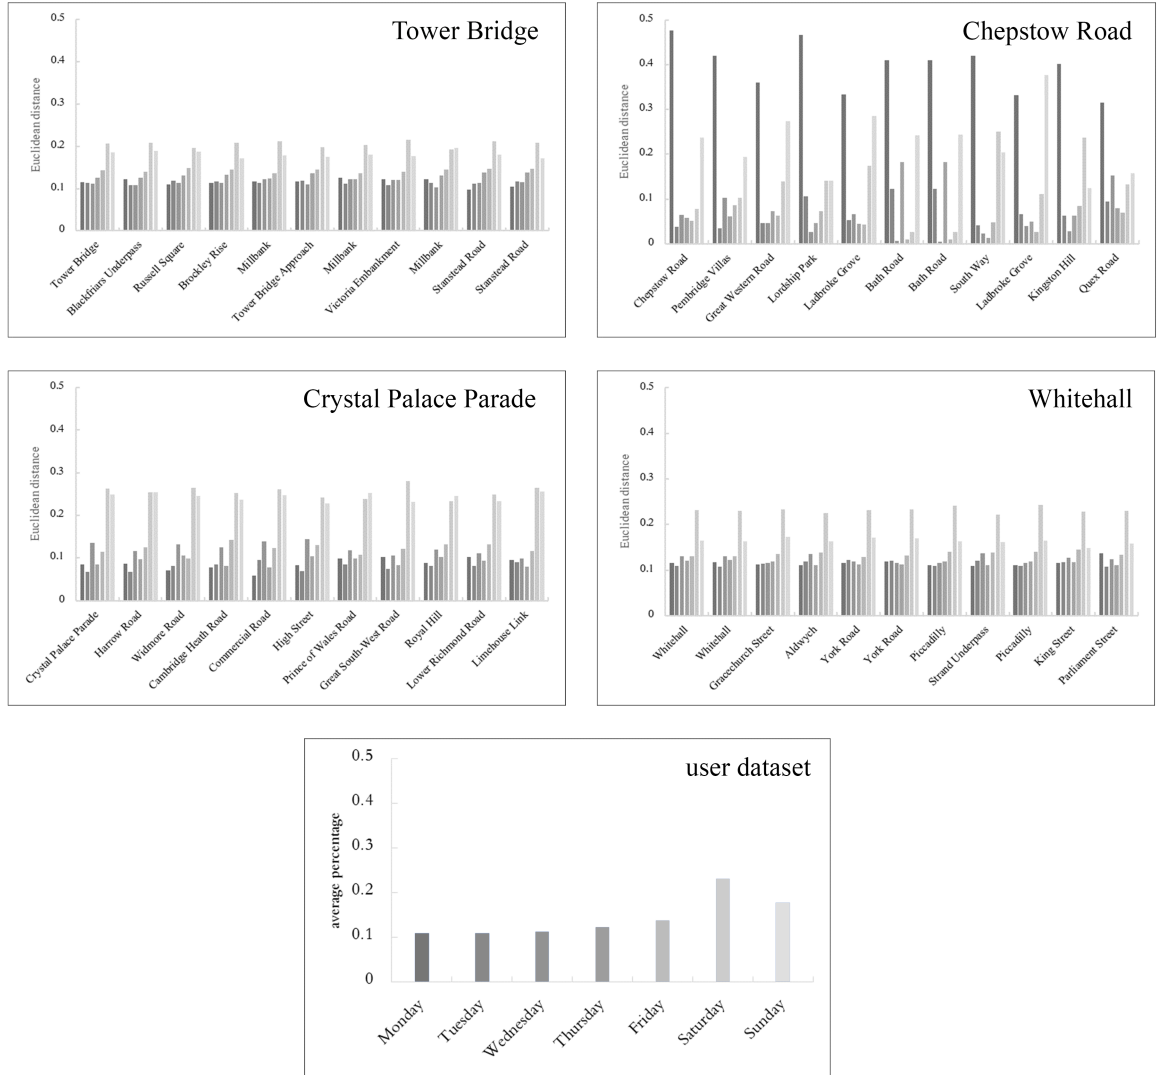 Tower Bridge
Euclidean distance
0.5
0.4
0.3
0.2
0.1
0
Tower Bridge
Blackfriars Underpass
Russell Square
Brockley Rise
Millbank
Tower Bridge Approach
Millbank
Victoria Embankment
Millbank
Stanstead Road
Stanstead Road
Chepstow Road
Euclidean distance
0.5
0.4
0.3
0.2
0.1
0
Chepstow Road
Pembridge Villas
Great Western Road
Lordship Park
Ladbroke Grove
Bath Road
Bath Road
South Way
Ladbroke Grove
Kingston Hill
Quex Road
Crystal Palace Parade
Euclidean distance
0.5
0.4
0.3
0.2
0.1
0
Crystal Palace Parade
Harrow Road
Widmore Road
Cambridge Heath Road
Commercial Road
High Street
Prince of Wales Road
Great South-West Road
Royal Hill
Lower Richmond Road
Limehouse Link
Whitehall
Euclidean distance
0.5
0.4
0.3
0.2
0.1
0
Whitehall
Whitehall
Gracechurch Street
Aldwych
York Road
York Road
Piccadilly
Strand Underpass
Piccadilly
King Street
Parliament Street
user dataset
average percentage
0.5
0.4
0.3
0.2
0.1
0
Monday
Tuesday
Wednesday
Thursday
Friday
Saturday
Sunday